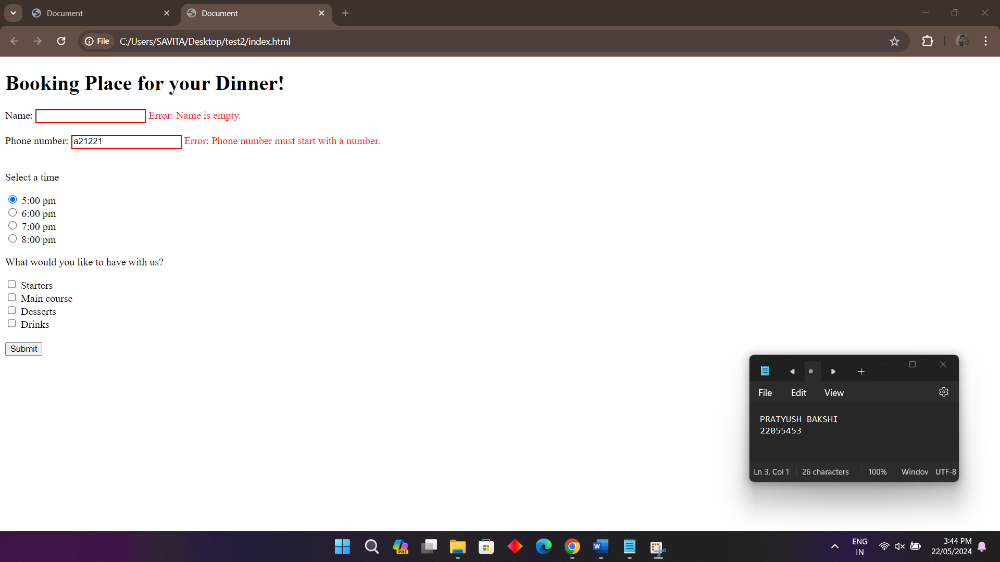 Document
Document
File C:/Users/SAVITA/Desktop/test2/index.html
Booking Place for your Dinner!
Name: Error: Name is empty.
Phone number: a21221 Error: Phone number must start with a number.
Select a time
5:00 pm
6:00 pm
7:00 pm
8:00 pm
What would you like to have with us?
Starters
Main course
Desserts
Drinks
Submit
File Edit View
PRATYUSH BAKSHI
22055453
Ln 3, Col 1 26 characters 100% Window UTF-8
PRE
W
ENG
IN
3:44 PM
22/05/2024